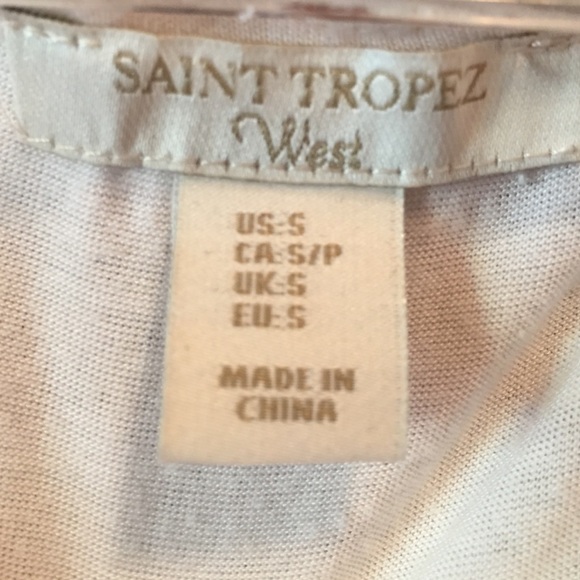 SAINT TROPEZ
West
US:S
CA:S/P
UK:S
EU:S
MADE IN
CHINA